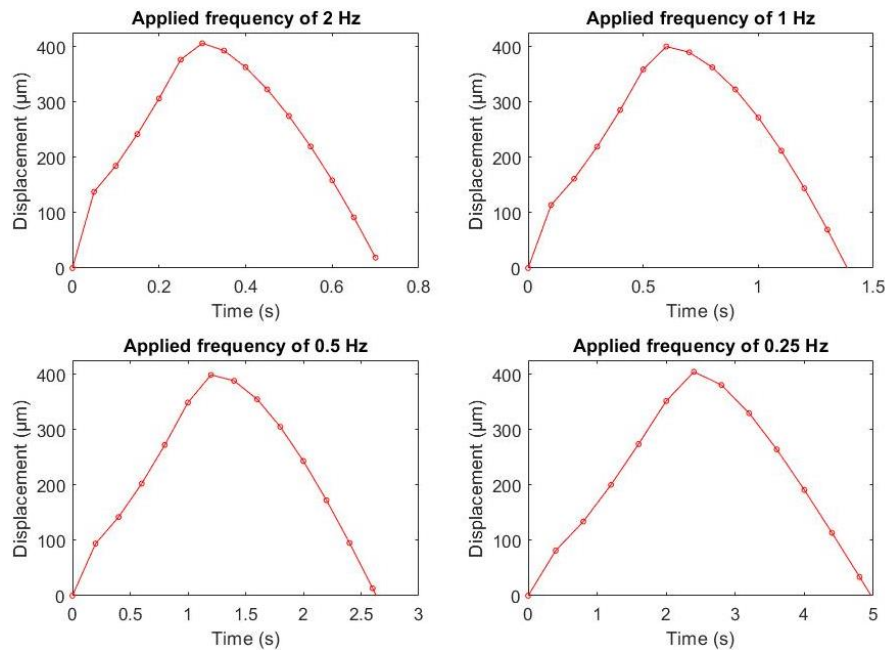 Applied frequency of 2 Hz
400
300
200
100
0
Displacement (μm)
0 0.2 0.4 0.6 0.8
Time (s)
Applied frequency of 1 Hz
400
300
200
100
0
Displacement (μm)
0 0.5 1 1.5
Time (s)
Applied frequency of 0.5 Hz
400
300
200
100
0
Displacement (μm)
0 0.5 1 1.5 2 2.5 3
Time (s)
Applied frequency of 0.25 Hz
400
300
200
100
0
Displacement (μm)
0 1 2 3 4 5
Time (s)